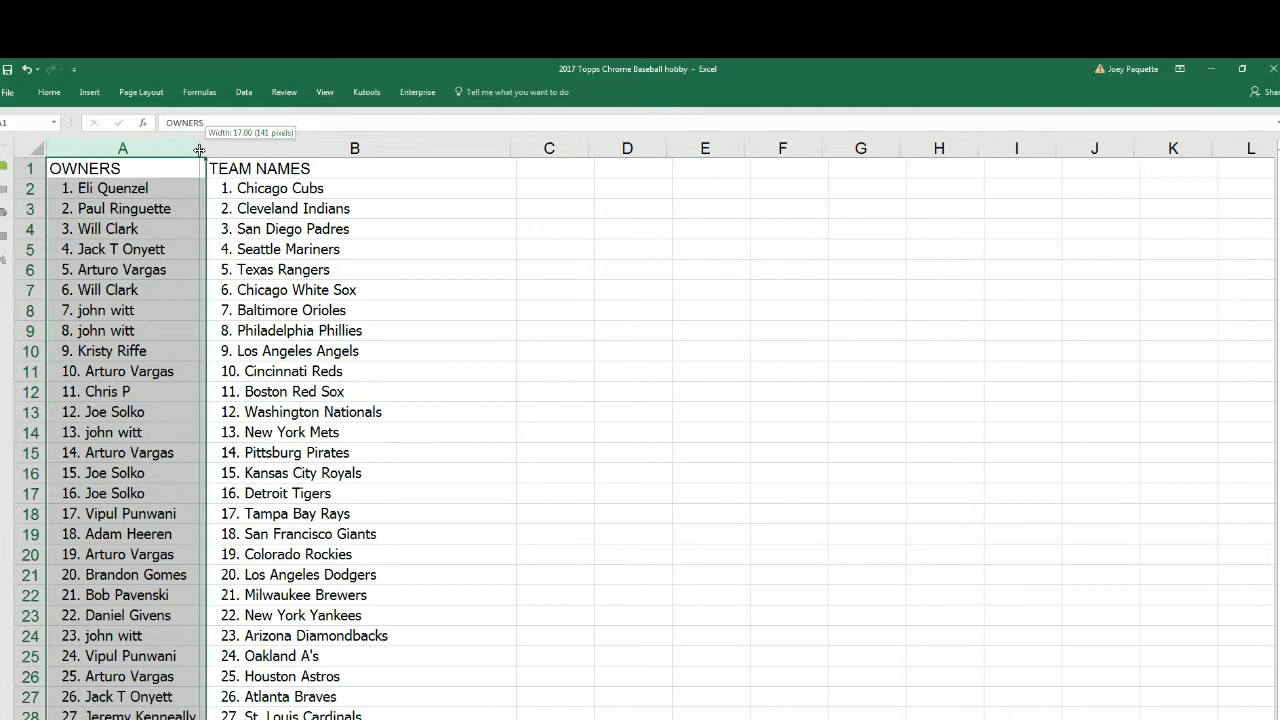 2017 Topps Chrome Baseball hobby - Excel
Joey Paquette
File Home Insert Page Layout Formulas Data Review View Kutools Enterprise Tell me what you want to do
OWNERS
Width: 17.00 (141 pixels)
A B C D E F G H I J K L
1 OWNERS TEAM NAMES
2 1. Eli Quenzel 1. Chicago Cubs
3 2. Paul Ringuette 2. Cleveland Indians
4 3. Will Clark 3. San Diego Padres
5 4. Jack T Onyett 4. Seattle Mariners
6 5. Arturo Vargas 5. Texas Rangers
7 6. Will Clark 6. Chicago White Sox
8 7. john witt 7. Baltimore Orioles
9 8. john witt 8. Philadelphia Phillies
10 9. Kristy Riffe 9. Los Angeles Angels
11 10. Arturo Vargas 10. Cincinnati Reds
12 11. Chris P 11. Boston Red Sox
13 12. Joe Solko 12. Washington Nationals
14 13. john witt 13. New York Mets
15 14. Arturo Vargas 14. Pittsburg Pirates
16 15. Joe Solko 15. Kansas City Royals
17 16. Joe Solko 16. Detroit Tigers
18 17. Vipul Punwani 17. Tampa Bay Rays
19 18. Adam Heeren 18. San Francisco Giants
20 19. Arturo Vargas 19. Colorado Rockies
21 20. Brandon Gomes 20. Los Angeles Dodgers
22 21. Bob Pavenski 21. Milwaukee Brewers
23 22. Daniel Givens 22. New York Yankees
24 23. john witt 23. Arizona Diamondbacks
25 24. Vipul Punwani 24. Oakland A's
26 25. Arturo Vargas 25. Houston Astros
27 26. Jack T Onyett 26. Atlanta Braves
28 27. Jeremy Kenneally 27. St. Louis Cardinals